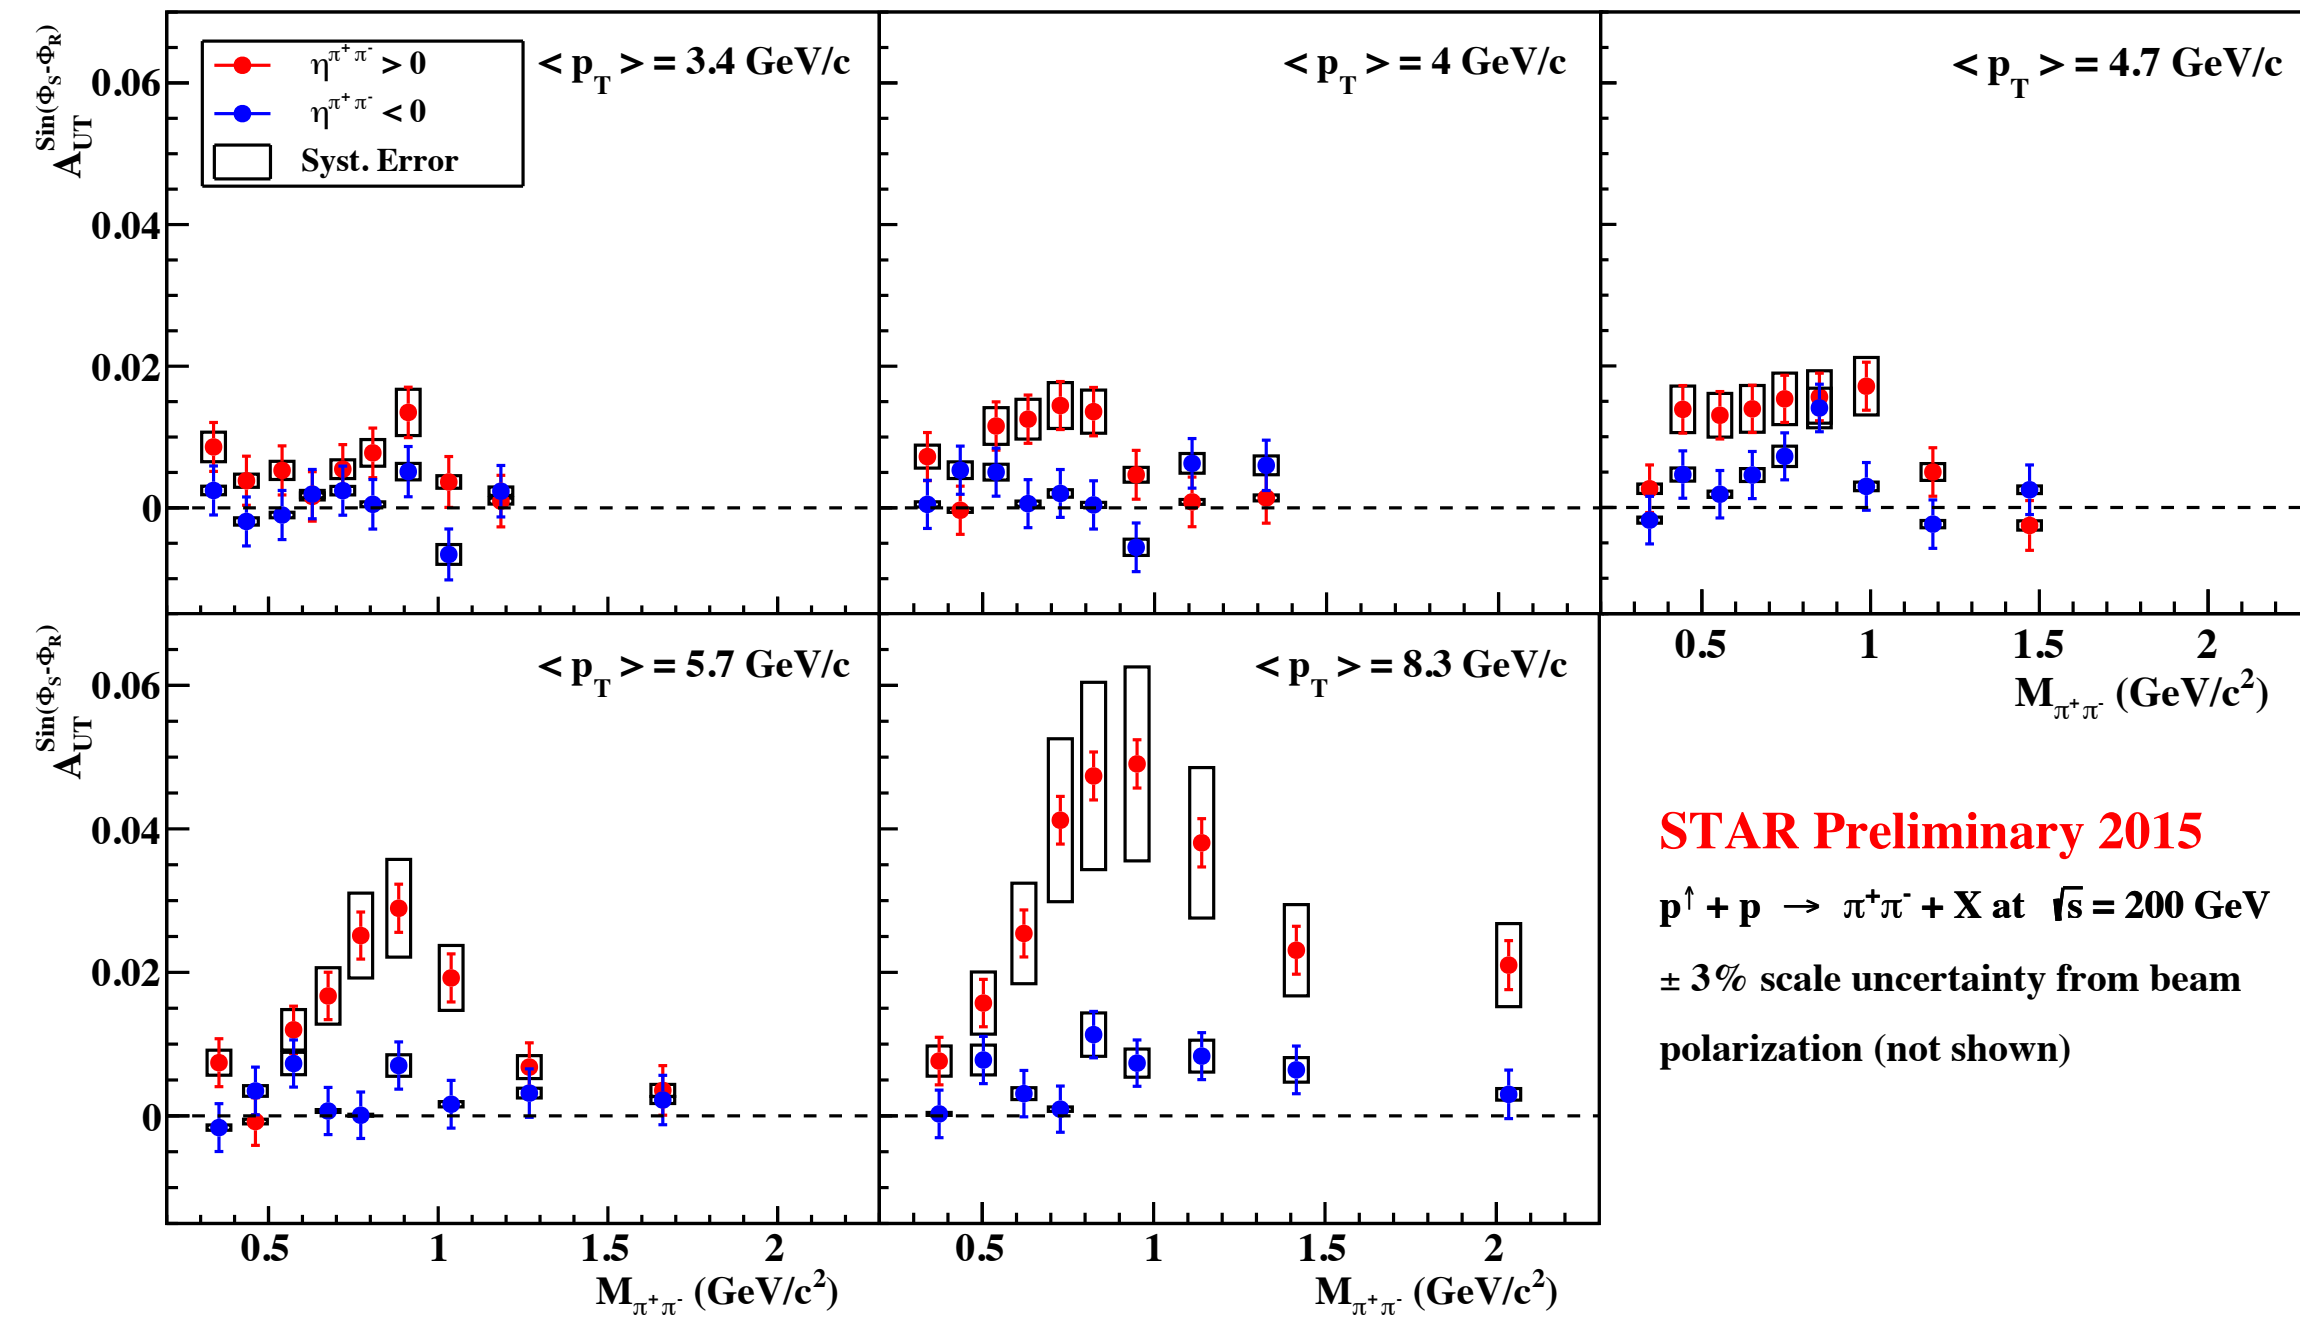 A_UT^Sin(Φ_S-Φ_R)
0.06
0.04
0.02
0
η^π⁺π⁻ > 0
η^π⁺π⁻ < 0
Syst. Error
< p_T > = 3.4 GeV/c
< p_T > = 4 GeV/c
< p_T > = 4.7 GeV/c
0.5 1 1.5 2
M_π⁺π⁻ (GeV/c²)
A_UT^Sin(Φ_S-Φ_R)
0.06
0.04
0.02
0
< p_T > = 5.7 GeV/c
< p_T > = 8.3 GeV/c
0.5 1 1.5 2
M_π⁺π⁻ (GeV/c²)
0.5 1 1.5 2
M_π⁺π⁻ (GeV/c²)
STAR Preliminary 2015
p↑ + p → π⁺π⁻ + X at √s = 200 GeV
± 3% scale uncertainty from beam
polarization (not shown)